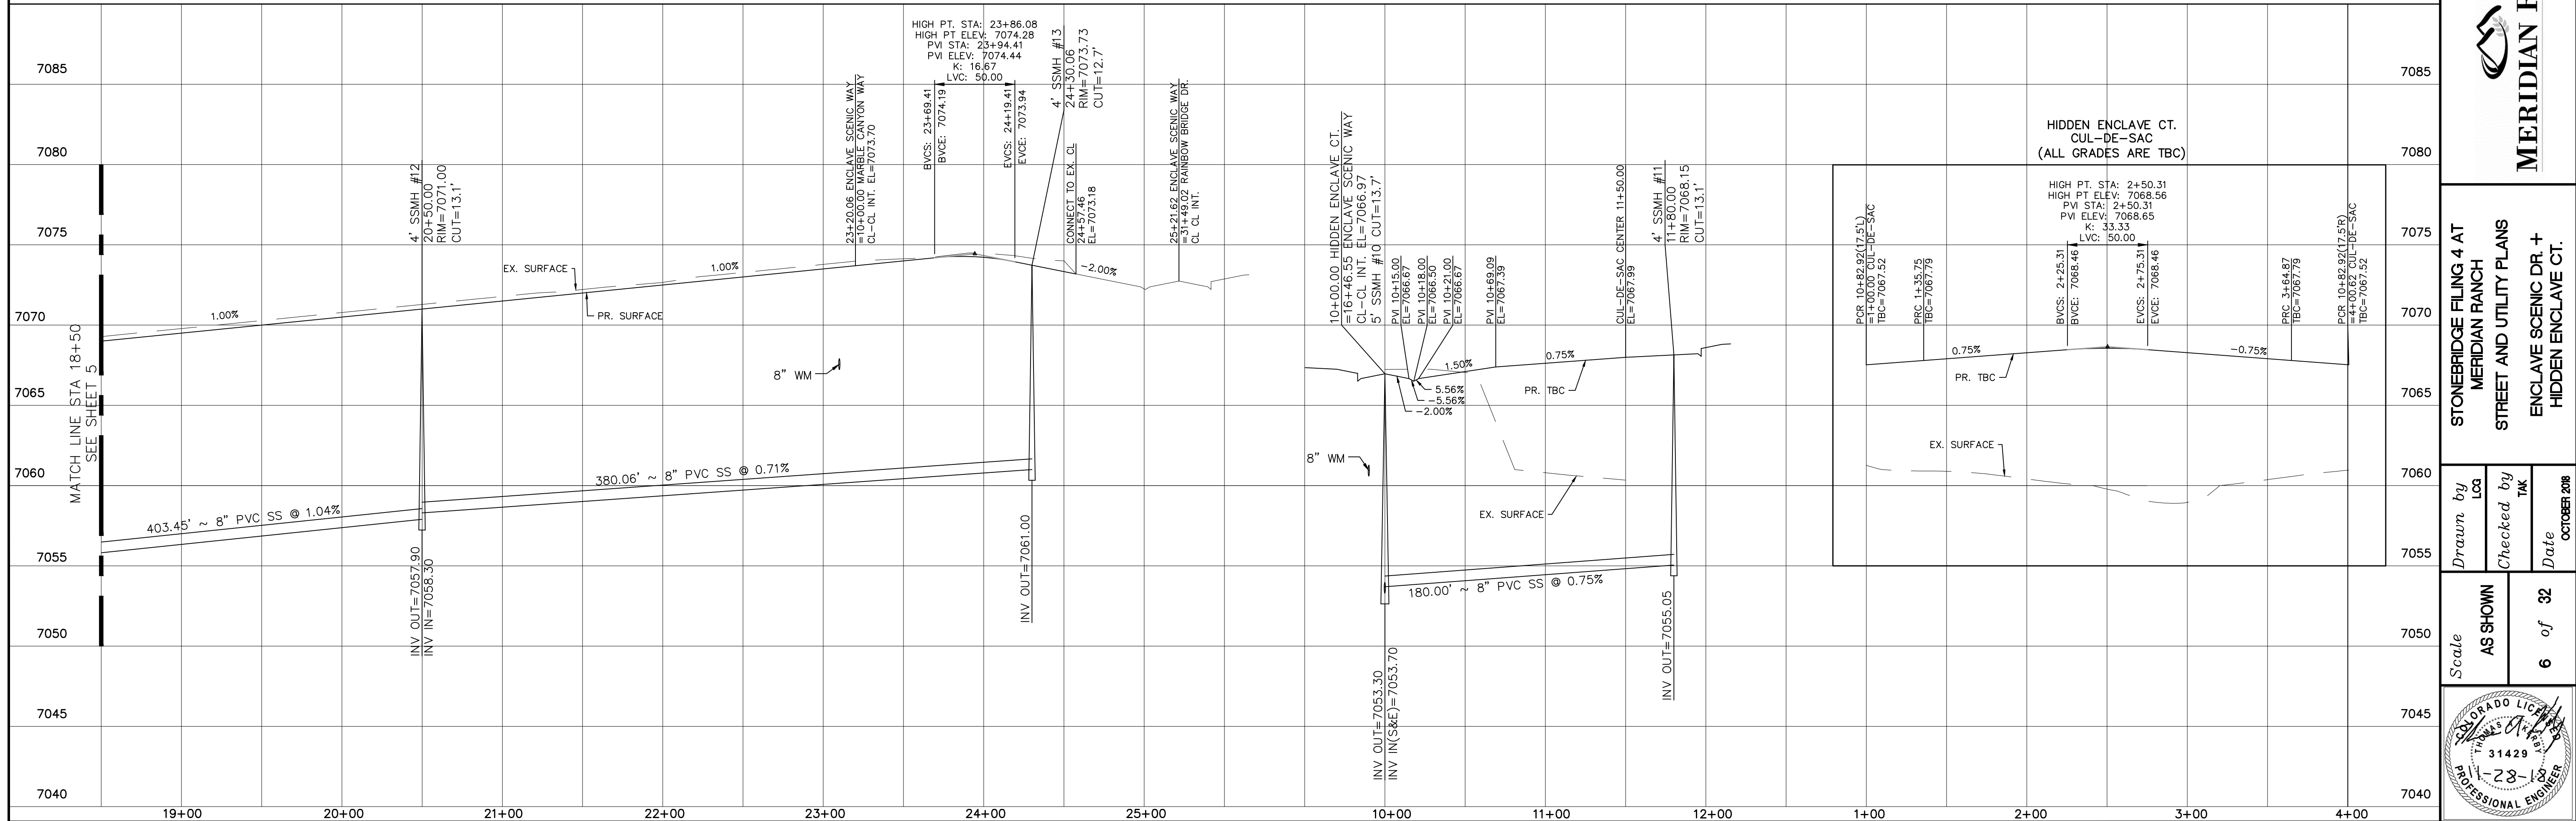 HIGH PT. STA: 23+86.08
HIGH PT ELEV: 7074.28
PVI STA: 23+94.41
PVI ELEV: 7074.44
K: 16.67
LVC: 50.00
BVCS: 23+69.41
BVCE: 7074.19
EVCS: 24+19.41
EVCE: 7073.94
4' SSMH #13
24+30.06
RIM=7073.73
CUT=12.7'
23+20.06 ENCLAVE SCENIC WAY
=10+00.00 MARBLE CANYON WAY
CL-CL INT. EL=7073.70
CONNECT TO EX. CL
24+57.46
EL=7073.18
25+21.62 ENCLAVE SCENIC WAY
=31+49.02 RAINBOW BRIDGE DR.
CL CL INT.
4' SSMH #12
20+50.00
RIM=7071.00
CUT=13.1'
7085
7080
7075
7070
7065
7060
7055
7050
7045
7040
MATCH LINE STA 18+50
SEE SHEET 5
1.00%
EX. SURFACE
PR. SURFACE
1.00%
-2.00%
8" WM
403.45' ~ 8" PVC SS @ 1.04%
380.06' ~ 8" PVC SS @ 0.71%
INV OUT=7057.90
INV IN=7058.30
INV OUT=7061.00
10+00.00 HIDDEN ENCLAVE CT.
=16+46.55 ENCLAVE SCENIC WAY
CL-CL INT. EL=7066.97
5' SSMH #10 CUT=13.7'
PVI 10+15.00
EL=7066.67
PVI 10+18.00
EL=7066.50
PVI 10+21.00
EL=7066.67
PVI 10+69.09
EL=7067.39
CUL-DE-SAC CENTER 11+50.00
EL=7067.99
4' SSMH #11
11+80.00
RIM=7068.15
CUT=13.1'
1.50%
0.75%
5.56%
-5.56%
-2.00%
PR. TBC
8" WM
EX. SURFACE
180.00' ~ 8" PVC SS @ 0.75%
INV OUT=7053.30
INV IN(S&E)=7053.70
INV OUT=7055.05
HIDDEN ENCLAVE CT.
CUL-DE-SAC
(ALL GRADES ARE TBC)
HIGH PT. STA: 2+50.31
HIGH PT ELEV: 7068.56
PVI STA: 2+50.31
PVI ELEV: 7068.65
K: 33.33
LVC: 50.00
PCR 10+82.92(17.5'L)
=1+00.00 CUL-DE-SAC
TBC=7067.52
PRC 1+35.75
TBC=7067.79
BVCS: 2+25.31
BVCE: 7068.46
EVCS: 2+75.31
EVCE: 7068.46
PRC 3+64.87
TBC=7067.79
PCR 10+82.92(17.5'R)
=4+00.62 CUL-DE-SAC
TBC=7067.52
0.75%
-0.75%
PR. TBC
EX. SURFACE
7085
7080
7075
7070
7065
7060
7055
7050
7045
7040
19+00
20+00
21+00
22+00
23+00
24+00
25+00
10+00
11+00
12+00
1+00
2+00
3+00
4+00
MERIDIAN
STONEBRIDGE FILING 4 AT
MERIDIAN RANCH
STREET AND UTILITY PLANS
ENCLAVE SCENIC DR. +
HIDDEN ENCLAVE CT.
Drawn by
LCG
Checked by
TAK
Date
OCTOBER 2018
Scale
AS SHOWN
6 of 32
COLORADO LICENSED
THOMAS A. KERBY
31429
11-28-18
PROFESSIONAL ENGINEER